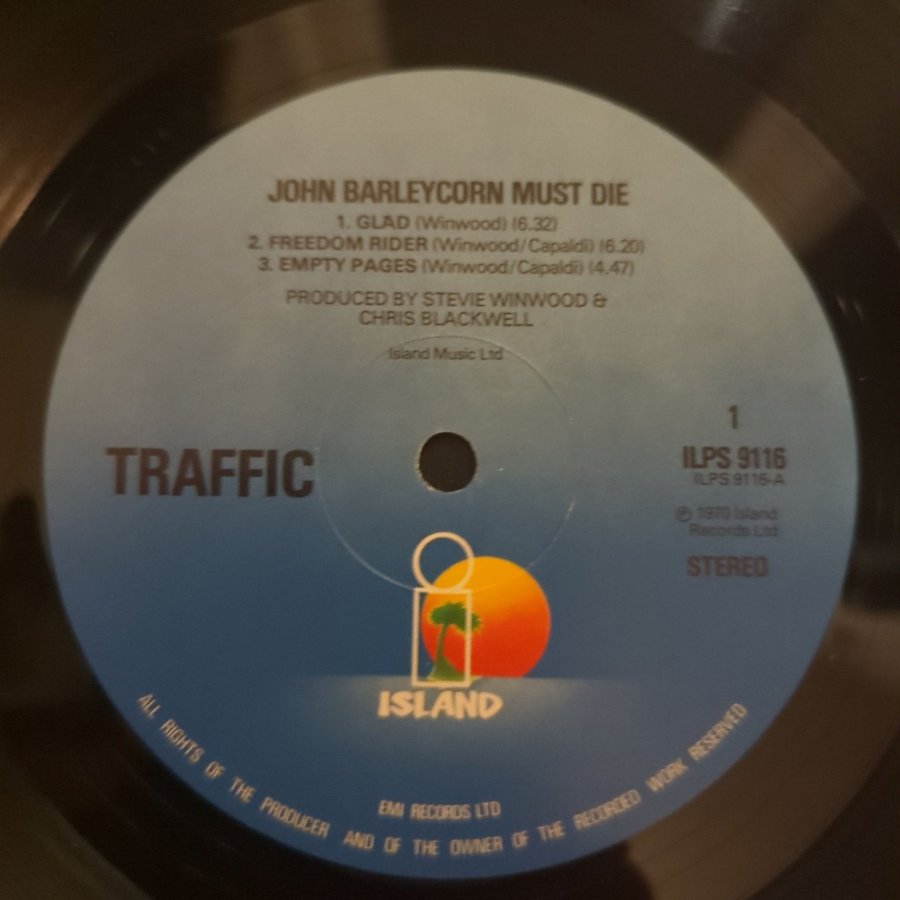 JOHN BARLEYCORN MUST DIE
1. GLAD (Winwood) (6.32)
2. FREEDOM RIDER (Winwood/Capaldi) (6.20)
3. EMPTY PAGES (Winwood/Capaldi) (4.47)
PRODUCED BY STEVIE WINWOOD &
CHRIS BLACKWELL
Island Music Ltd
TRAFFIC
1
ILPS 9116
ILPS 9116-A
℗ 1970 Island
Records Ltd
STEREO
ISLAND
EMI RECORDS LTD
ALL RIGHTS OF THE PRODUCER AND OF THE OWNER OF THE RECORDED WORK RESERVED